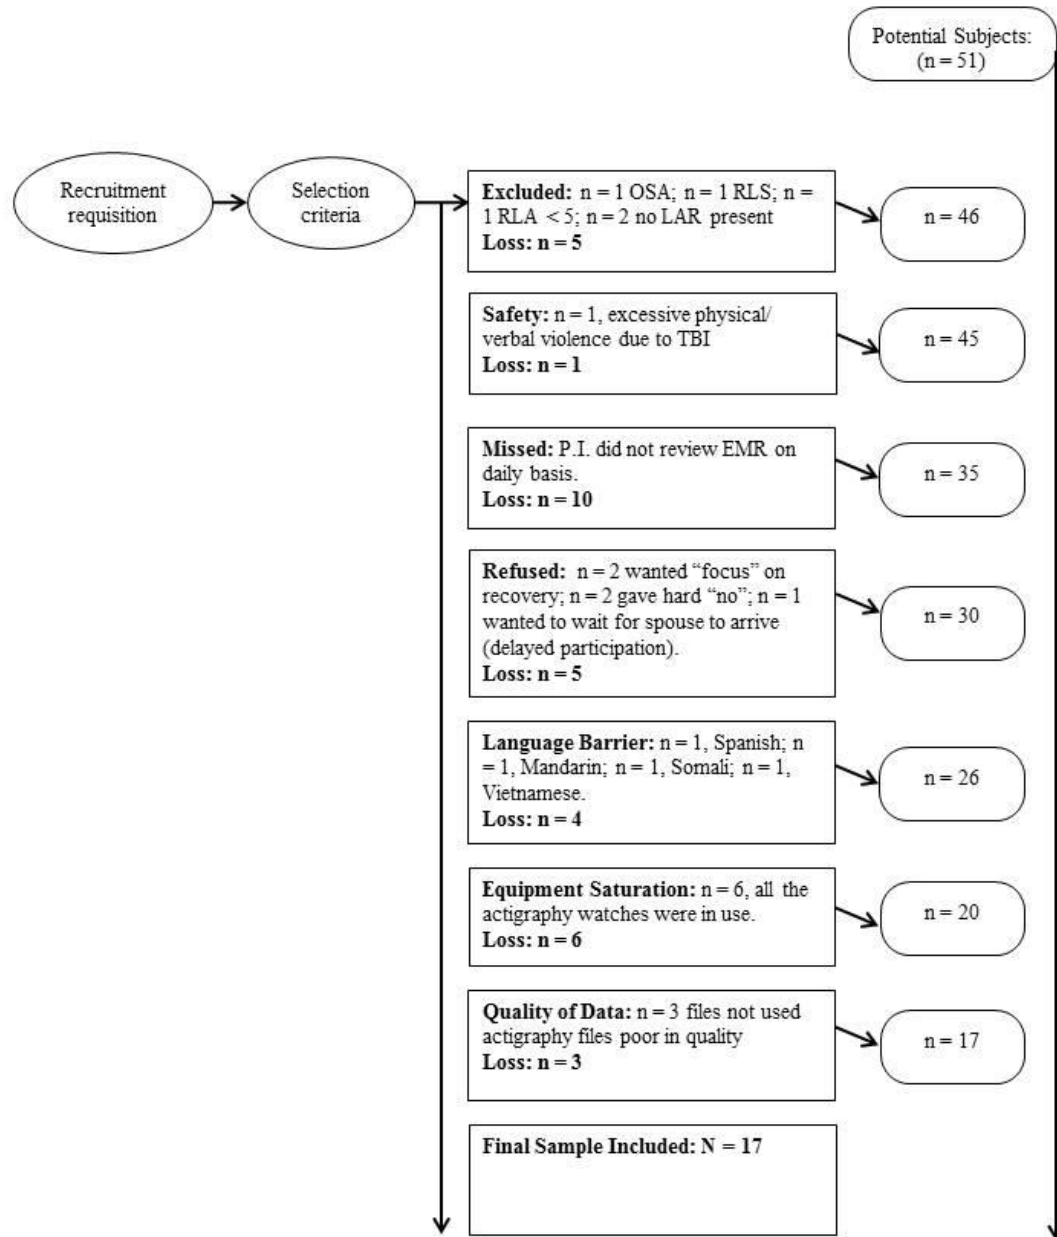 Potential Subjects:
(n = 51)
Recruitment
requisition
Selection
criteria
Excluded: n = 1 OSA; n = 1 RLS; n =
1 RLA < 5; n = 2 no LAR present
Loss: n = 5
n = 46
Safety: n = 1, excessive physical/
verbal violence due to TBI
Loss: n = 1
n = 45
Missed: P.I. did not review EMR on
daily basis.
Loss: n = 10
n = 35
Refused: n = 2 wanted “focus” on
recovery; n = 2 gave hard “no”; n = 1
wanted to wait for spouse to arrive
(delayed participation).
Loss: n = 5
n = 30
Language Barrier: n = 1, Spanish; n
= 1, Mandarin; n = 1, Somali; n = 1,
Vietnamese.
Loss: n = 4
n = 26
Equipment Saturation: n = 6, all the
actigraphy watches were in use.
Loss: n = 6
n = 20
Quality of Data: n = 3 files not used
actigraphy files poor in quality
Loss: n = 3
n = 17
Final Sample Included: N = 17